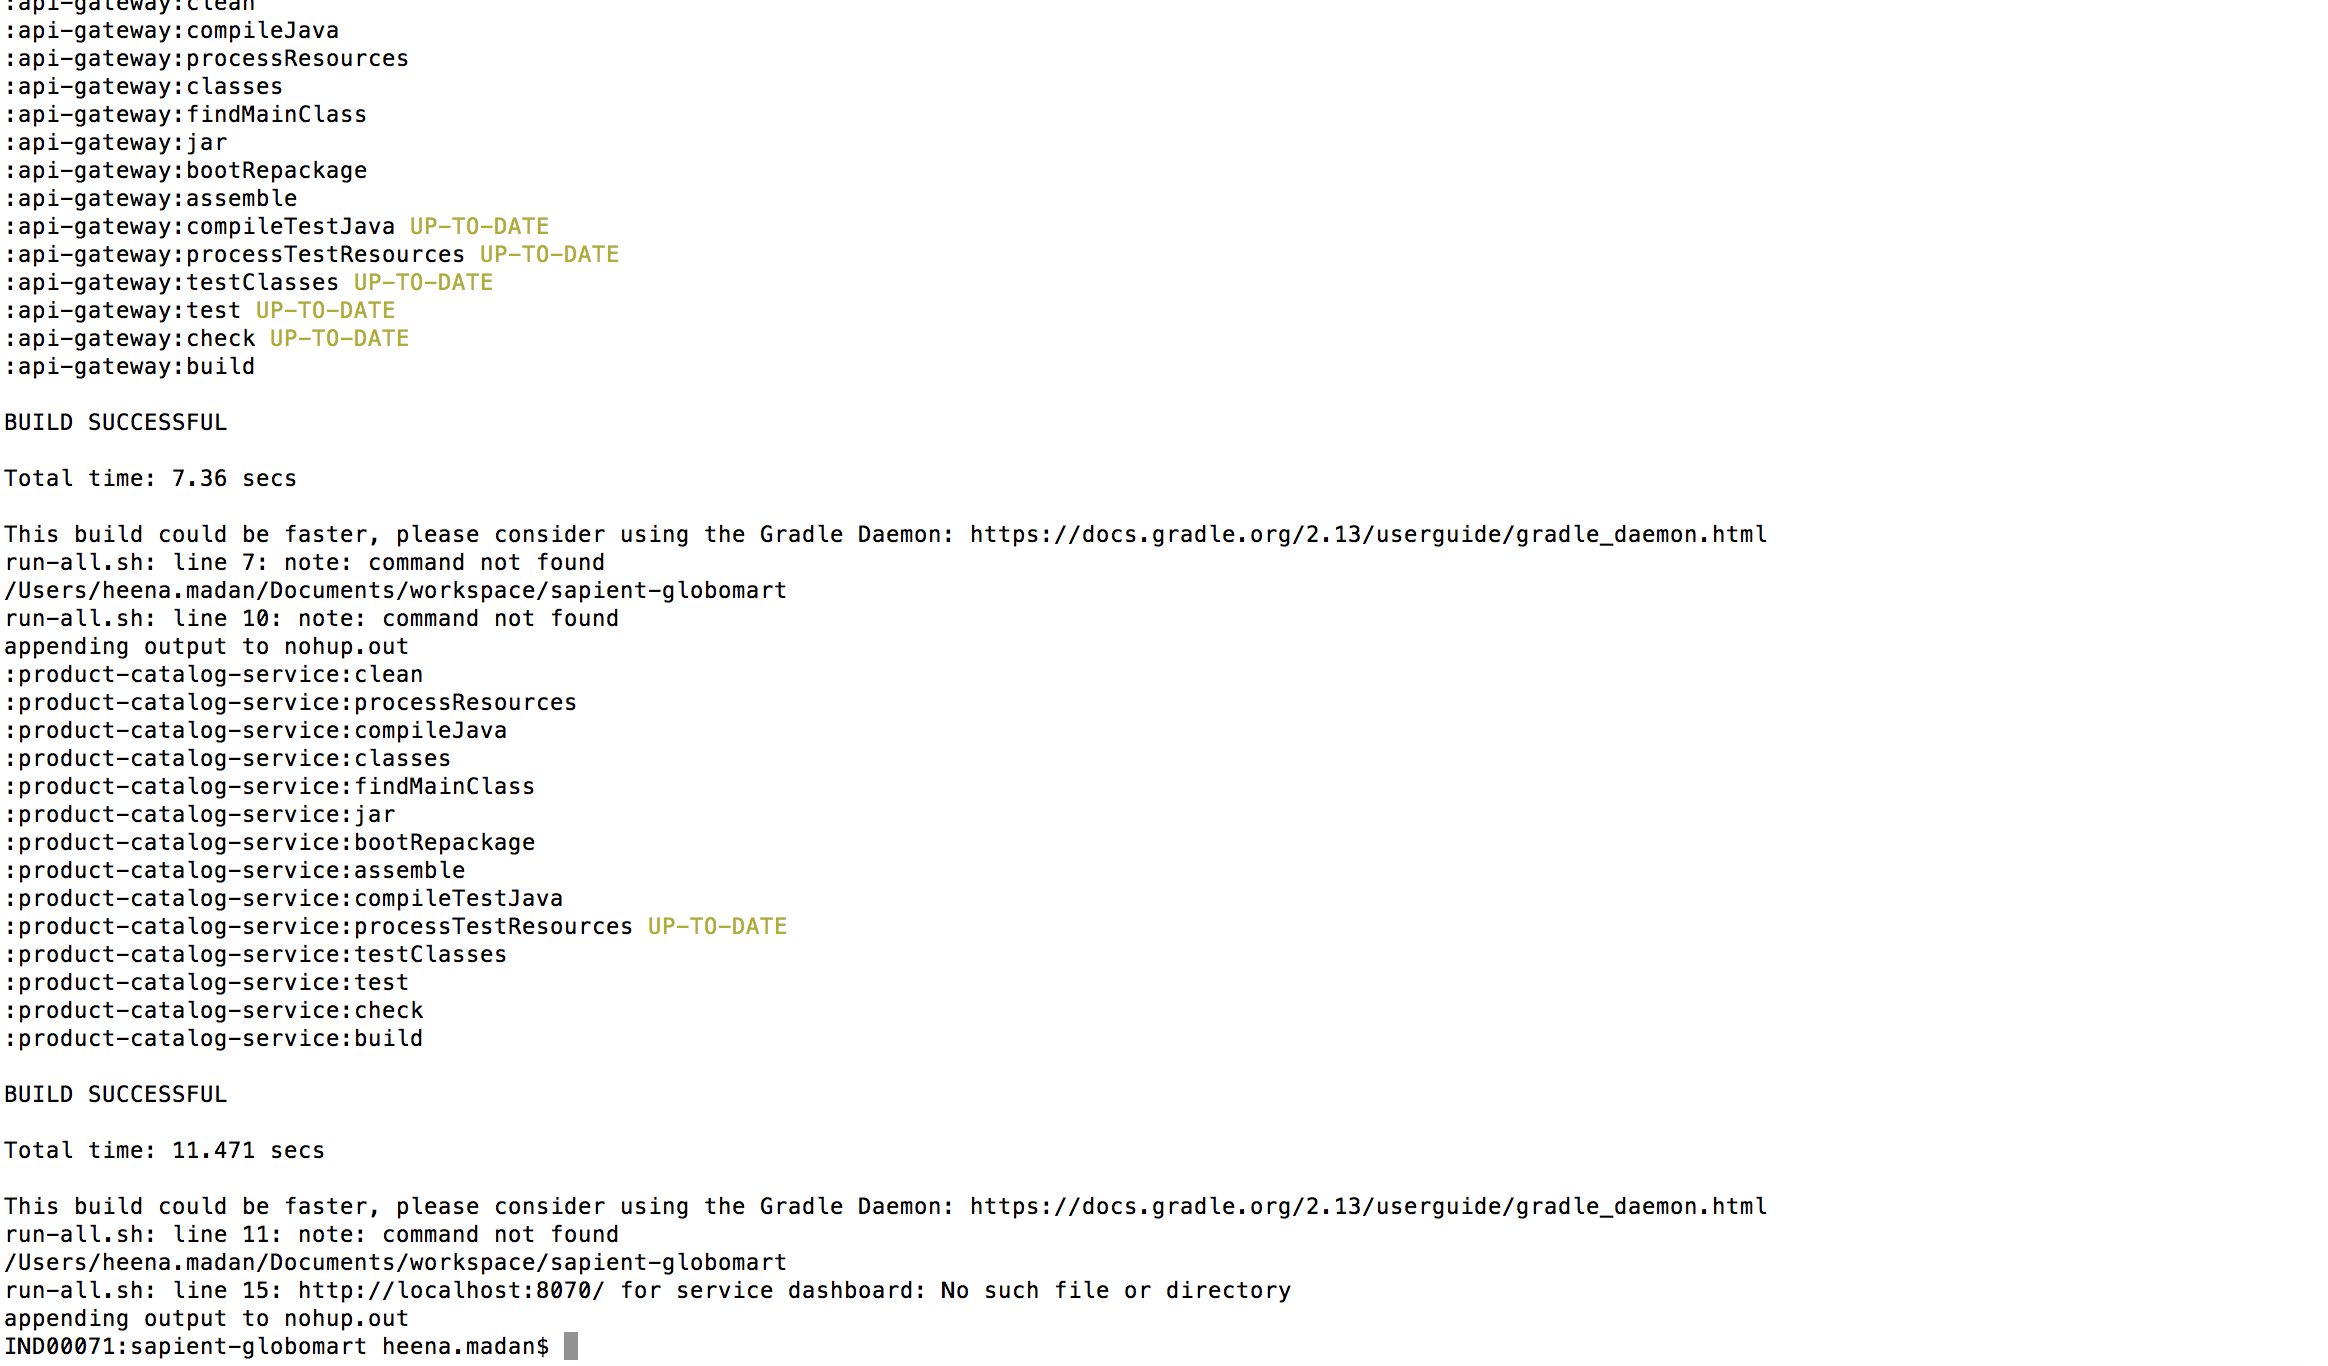 :api-gateway:clean
:api-gateway:compileJava
:api-gateway:processResources
:api-gateway:classes
:api-gateway:findMainClass
:api-gateway:jar
:api-gateway:bootRepackage
:api-gateway:assemble
:api-gateway:compileTestJava UP-TO-DATE
:api-gateway:processTestResources UP-TO-DATE
:api-gateway:testClasses UP-TO-DATE
:api-gateway:test UP-TO-DATE
:api-gateway:check UP-TO-DATE
:api-gateway:build
BUILD SUCCESSFUL
Total time: 7.36 secs
This build could be faster, please consider using the Gradle Daemon: https://docs.gradle.org/2.13/userguide/gradle_daemon.html
run-all.sh: line 7: note: command not found
/Users/heena.madan/Documents/workspace/sapient-globomart
run-all.sh: line 10: note: command not found
appending output to nohup.out
:product-catalog-service:clean
:product-catalog-service:processResources
:product-catalog-service:compileJava
:product-catalog-service:classes
:product-catalog-service:findMainClass
:product-catalog-service:jar
:product-catalog-service:bootRepackage
:product-catalog-service:assemble
:product-catalog-service:compileTestJava
:product-catalog-service:processTestResources UP-TO-DATE
:product-catalog-service:testClasses
:product-catalog-service:test
:product-catalog-service:check
:product-catalog-service:build
BUILD SUCCESSFUL
Total time: 11.471 secs
This build could be faster, please consider using the Gradle Daemon: https://docs.gradle.org/2.13/userguide/gradle_daemon.html
run-all.sh: line 11: note: command not found
/Users/heena.madan/Documents/workspace/sapient-globomart
run-all.sh: line 15: http://localhost:8070/ for service dashboard: No such file or directory
appending output to nohup.out
IND00071:sapient-globomart heena.madan$